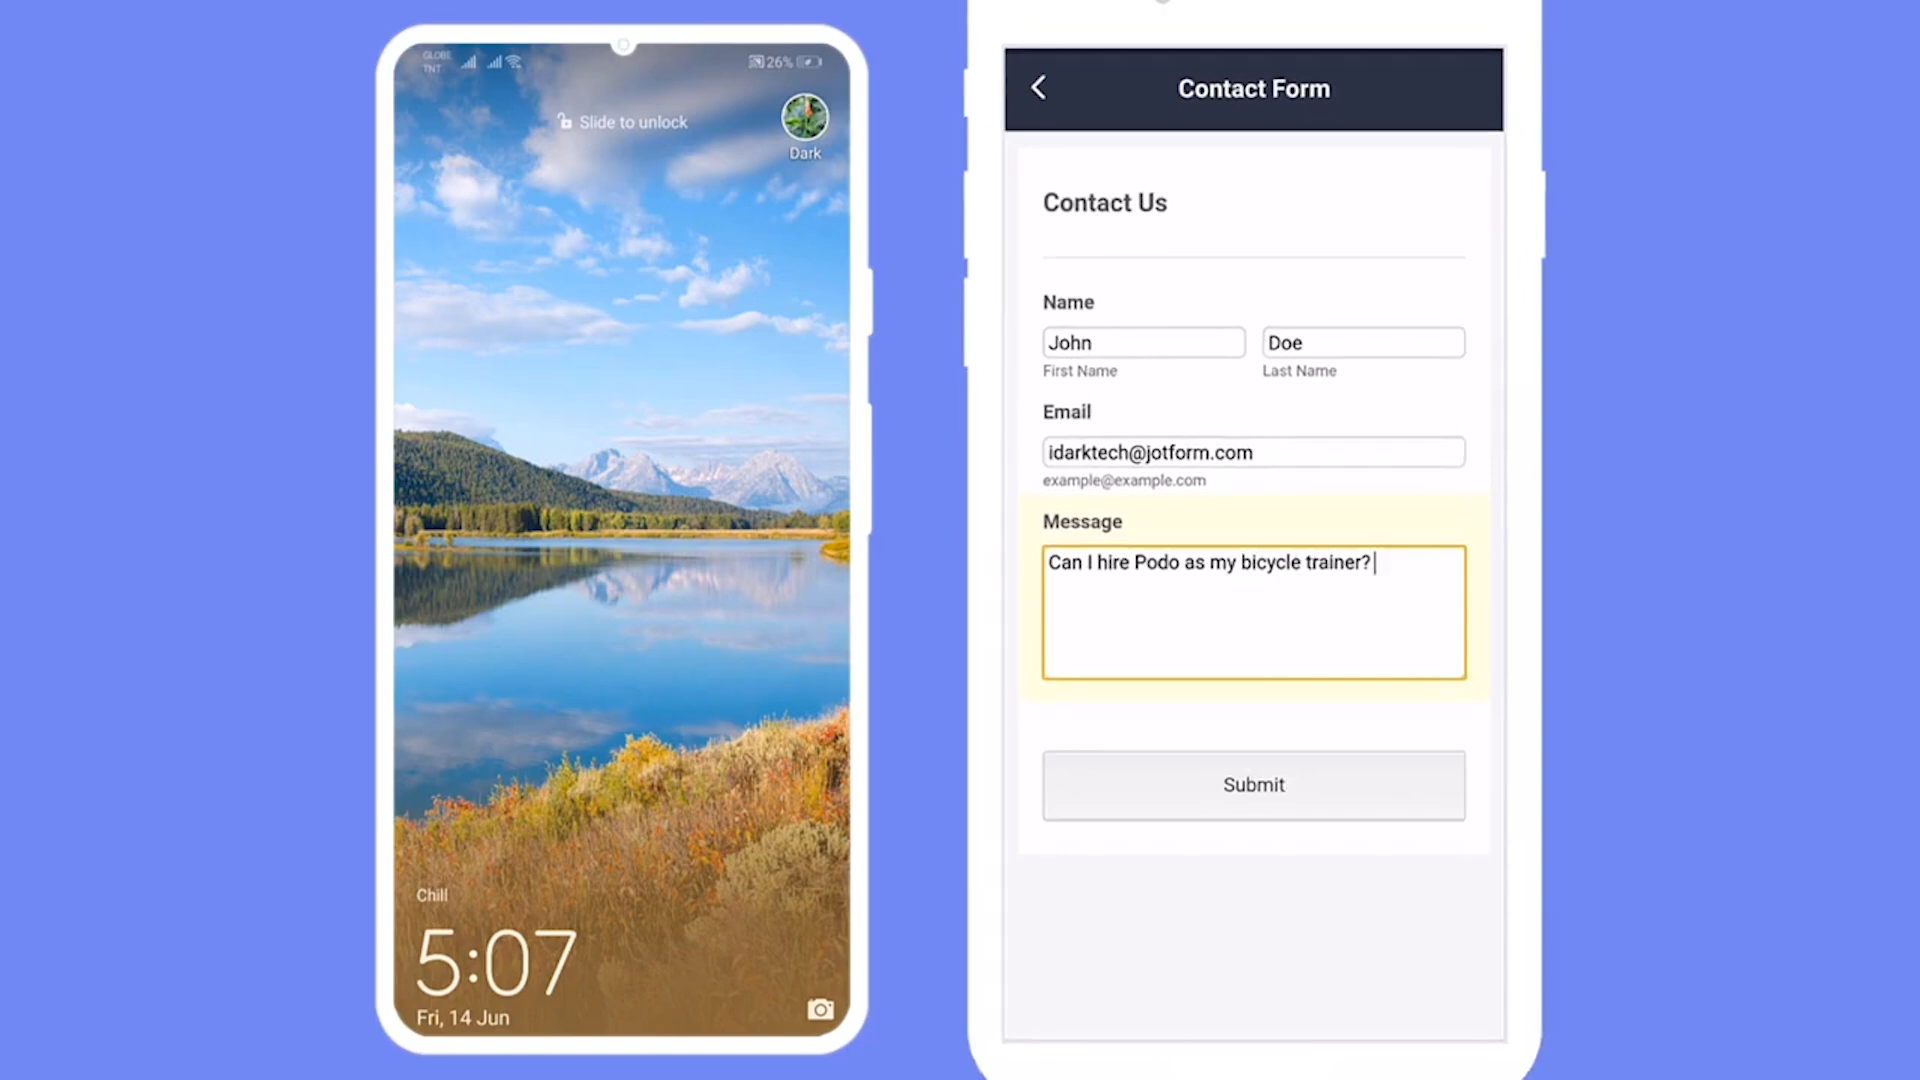 GLOBE
TNT
26%
Slide to unlock
Dark
Chill
5:07
Fri, 14 Jun
Contact Form
Contact Us
Name
John Doe
First Name Last Name
Email
idarktech@jotform.com
example@example.com
Message
Can I hire Podo as my bicycle trainer?
Submit